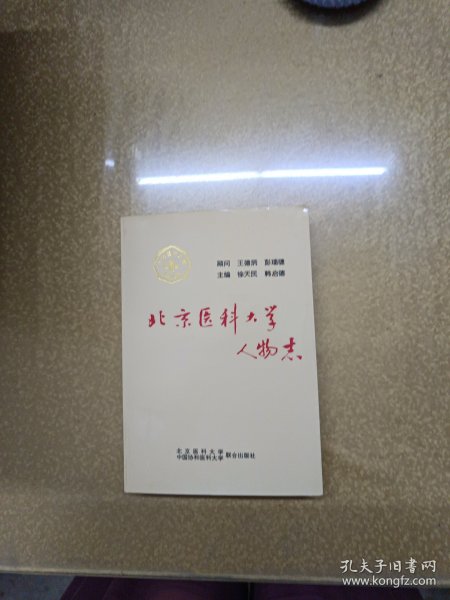 顾问 王德炳 彭瑞骢
主编 徐天民 韩启德
北京医科大学
人物志
北京医科大学
中国协和医科大学 联合出版社
孔夫子旧书网
www.kongfz.com